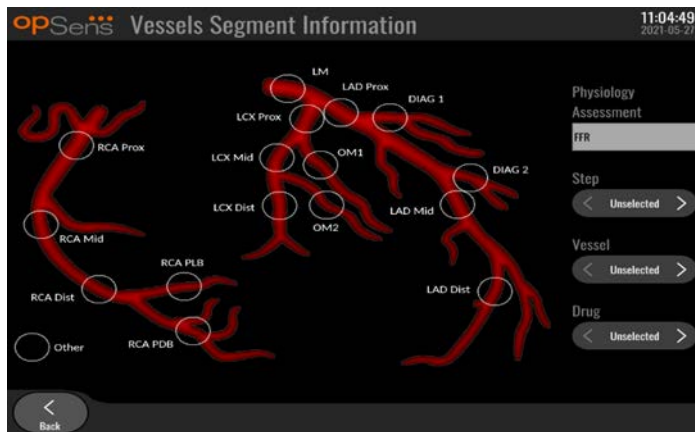 opSens Vessels Segment Information
11:04:49
2021-05-27
LM
LAD Prox
DIAG 1
LCX Prox
RCA Prox
LCX Mid
OM1
DIAG 2
LCX Dist
OM2
LAD Mid
RCA Mid
RCA PLB
RCA Dist
LAD Dist
Other
RCA PDB
Physiology
Assessment
FFR
Step
< Unselected >
Vessel
< Unselected >
Drug
< Unselected >
<
Back